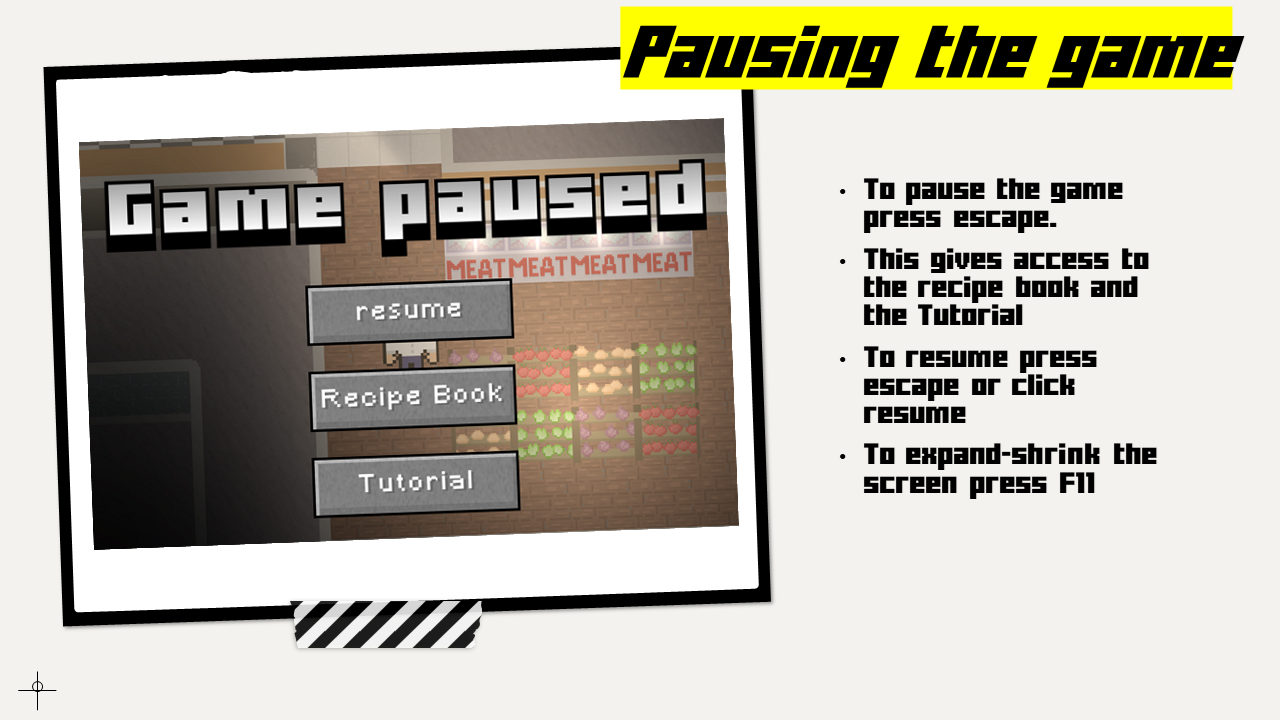 Pausing the game
Game paused
MEATMEATMEATMEAT
resume
Recipe Book
Tutorial
• To pause the game
press escape.
• This gives access to
the recipe book and
the Tutorial
• To resume press
escape or click
resume
• To expand-shrink the
screen press F11